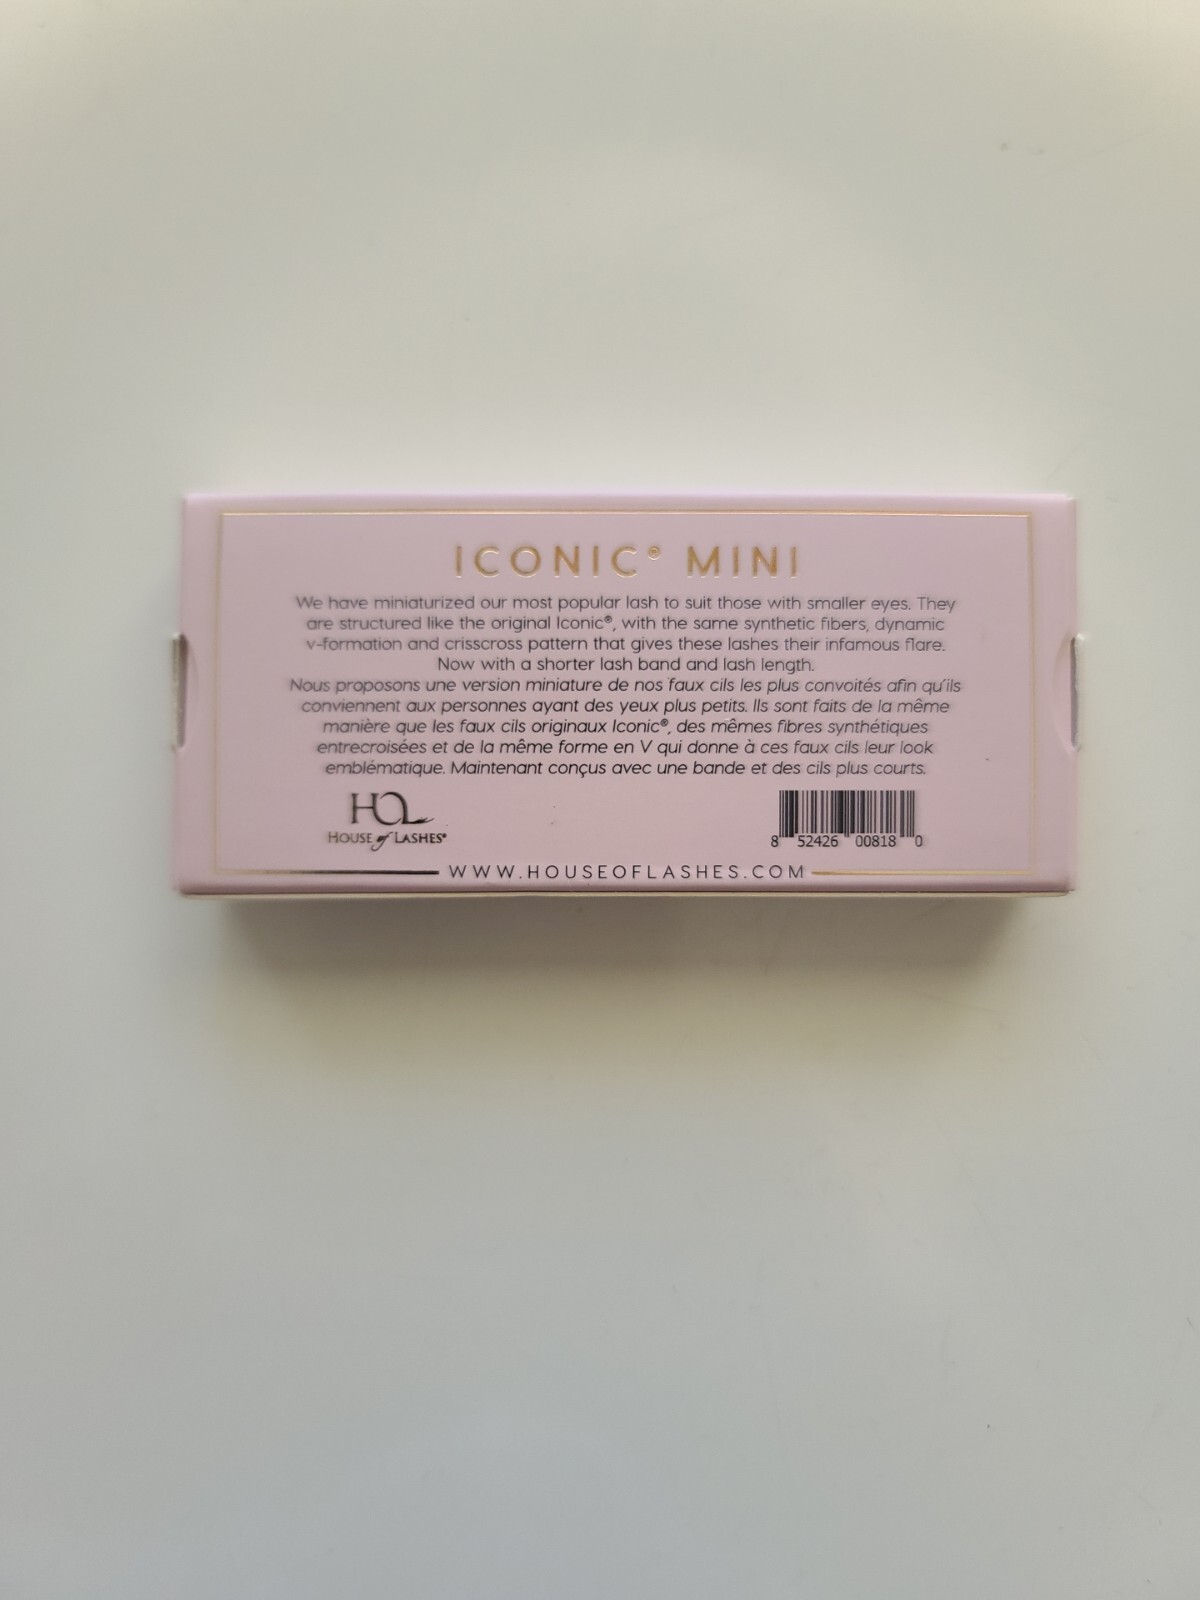 ICONIC® MINI
We have miniaturized our most popular lash to suit those with smaller eyes. They
are structured like the original Iconic®, with the same synthetic fibers, dynamic
v-formation and crisscross pattern that gives these lashes their infamous flare.
Now with a shorter lash band and lash length.
Nous proposons une version miniature de nos faux cils les plus convoités afin qu'ils
conviennent aux personnes ayant des yeux plus petits. Ils sont faits de la même
manière que les faux cils originaux Iconic®, des mêmes fibres synthétiques
entrecroisées et de la même forme en V qui donne à ces faux cils leur look
emblématique. Maintenant conçus avec une bande et des cils plus courts.
HOL
HOUSE of LASHES®
8 52426 00818 0
WWW.HOUSEOFLASHES.COM